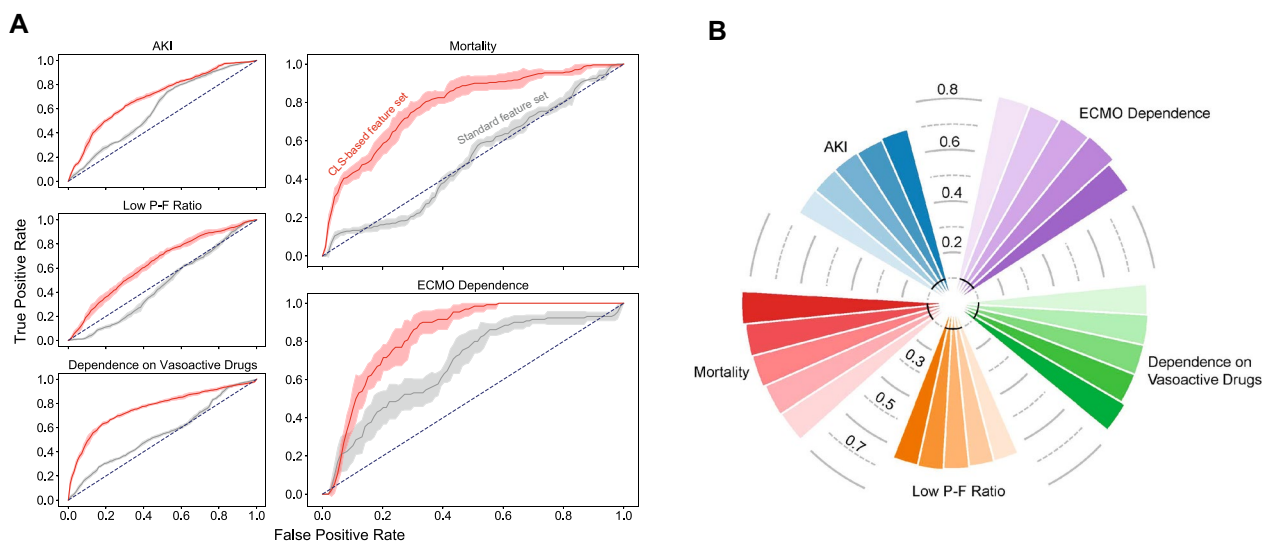 A
AKI
1.0
0.8
0.6
0.4
0.2
0.0
Low P-F Ratio
1.0
0.8
0.6
0.4
0.2
0.0
Dependence on Vasoactive Drugs
1.0
0.8
0.6
0.4
0.2
0.0
0.0 0.2 0.4 0.6 0.8 1.0
True Positive Rate
Mortality
1.0
0.8
0.6
0.4
0.2
0.0
CLS-based feature set
Standard feature set
ECMO Dependence
1.0
0.8
0.6
0.4
0.2
0.0
0.0 0.2 0.4 0.6 0.8 1.0
False Positive Rate
B
0.8
0.6
0.4
0.2
0.3
0.5
0.7
AKI
ECMO Dependence
Mortality
Dependence on
Vasoactive Drugs
Low P-F Ratio